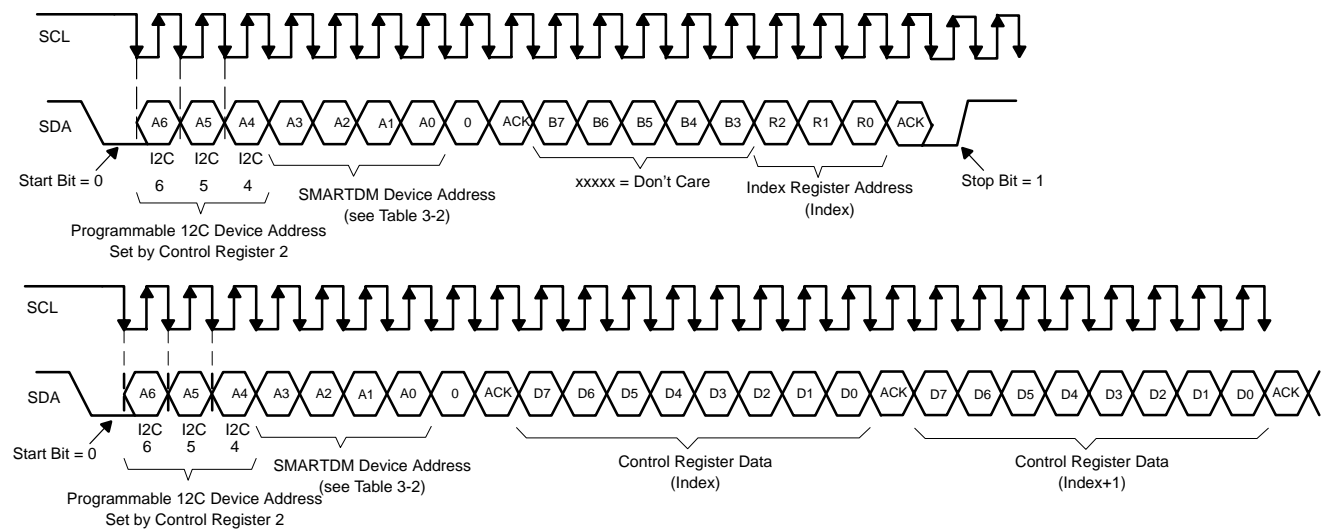 SCL
SDA A6 A5 A4 A3 A2 A1 A0 0 ACK B7 B6 B5 B4 B3 R2 R1 R0 ACK
I2C I2C I2C
6 5 4
Start Bit = 0
Stop Bit = 1
SMARTDM Device Address
(see Table 3-2)
xxxxx = Don't Care
Index Register Address
(Index)
Programmable 12C Device Address
Set by Control Register 2
SCL
SDA A6 A5 A4 A3 A2 A1 A0 0 ACK D7 D6 D5 D4 D3 D2 D1 D0 ACK D7 D6 D5 D4 D3 D2 D1 D0 ACK
I2C I2C I2C
6 5 4
Start Bit = 0
SMARTDM Device Address
(see Table 3-2)
Control Register Data
(Index)
Control Register Data
(Index+1)
Programmable 12C Device Address
Set by Control Register 2